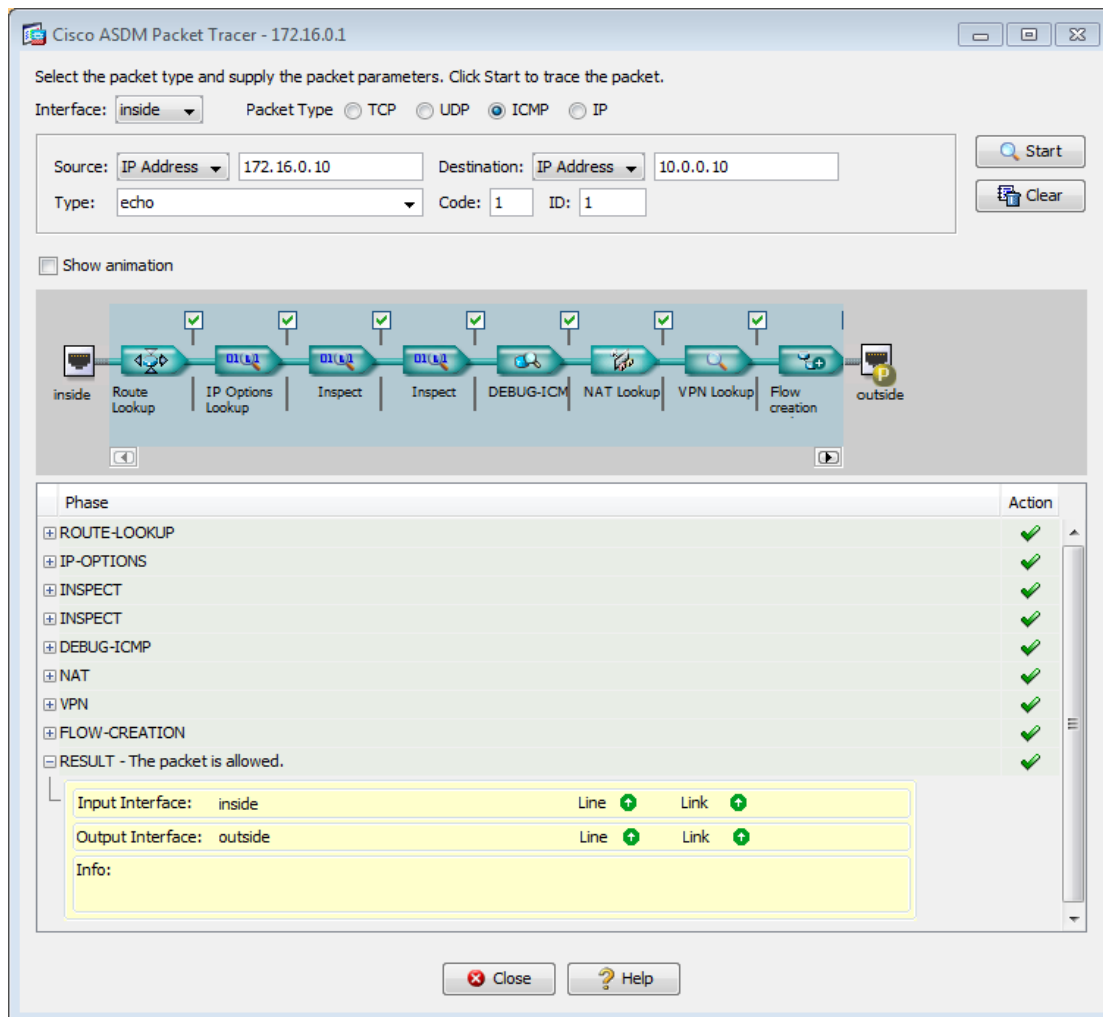 Cisco ASDM Packet Tracer - 172.16.0.1
Select the packet type and supply the packet parameters. Click Start to trace the packet.
Interface: inside Packet Type TCP UDP ICMP IP
Source: IP Address 172.16.0.10 Destination: IP Address 10.0.0.10
Start
Type: echo Code: 1 ID: 1
Clear
Show animation
inside
Route Lookup
IP Options Lookup
Inspect
Inspect
DEBUG-ICM
NAT Lookup
VPN Lookup
Flow creation
outside
P
Phase Action
ROUTE-LOOKUP
IP-OPTIONS
INSPECT
INSPECT
DEBUG-ICMP
NAT
VPN
FLOW-CREATION
RESULT - The packet is allowed.
Input Interface: inside Line Link
Output Interface: outside Line Link
Info:
Close Help